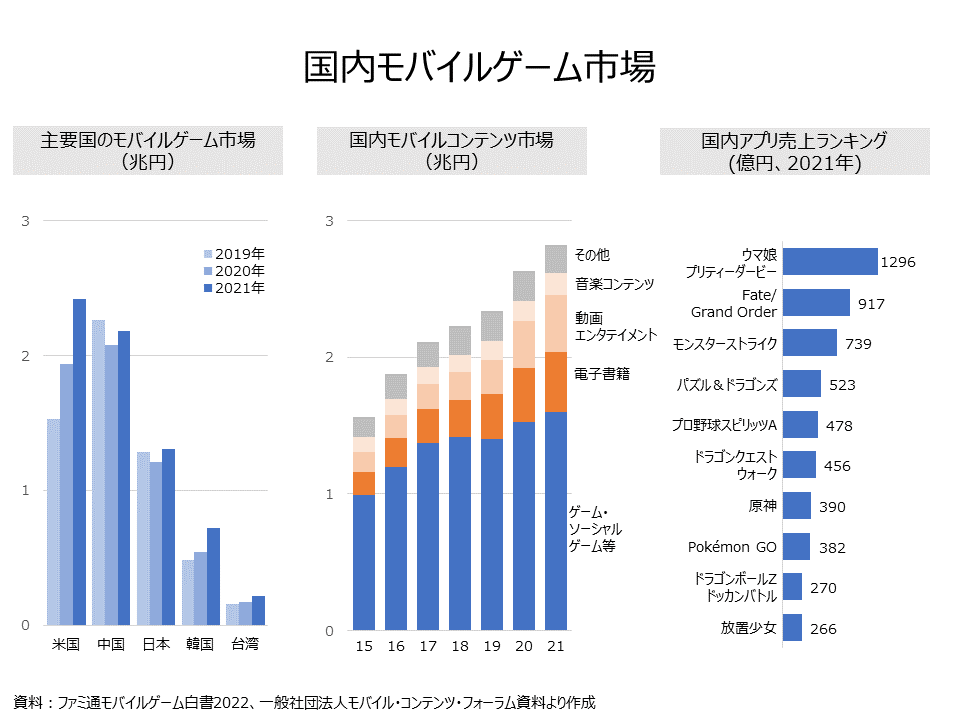 国内モバイルゲーム市場
主要国のモバイルゲーム市場
（兆円）
国内モバイルコンテンツ市場
（兆円）
国内アプリ売上ランキング
(億円、2021年)
3
2
1
0
2019年
2020年
2021年
米国
中国
日本
韓国
台湾
3
2
1
0
その他
音楽コンテンツ
動画
エンタテイメント
電子書籍
ゲーム・
ソーシャル
ゲーム等
15
16
17
18
19
20
21
ウマ娘
プリティーダービー
1296
Fate/
Grand Order
917
モンスターストライク
739
パズル＆ドラゴンズ
523
プロ野球スピリッツA
478
ドラゴンクエスト
ウォーク
456
原神
390
Pokémon GO
382
ドラゴンボールZ
ドッカンバトル
270
放置少女
266
資料：ファミ通モバイルゲーム白書2022、一般社団法人モバイル・コンテンツ・フォーラム資料より作成